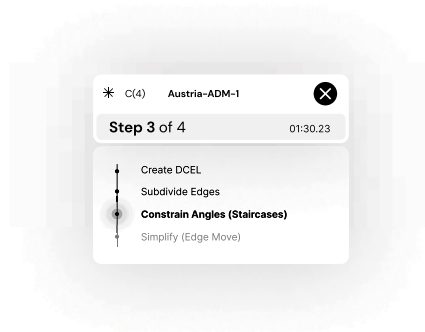 C(4) Austria-ADM-1
Step 3 of 4 01:30.23
Create DCEL
Subdivide Edges
Constrain Angles (Staircases)
Simplify (Edge Move)